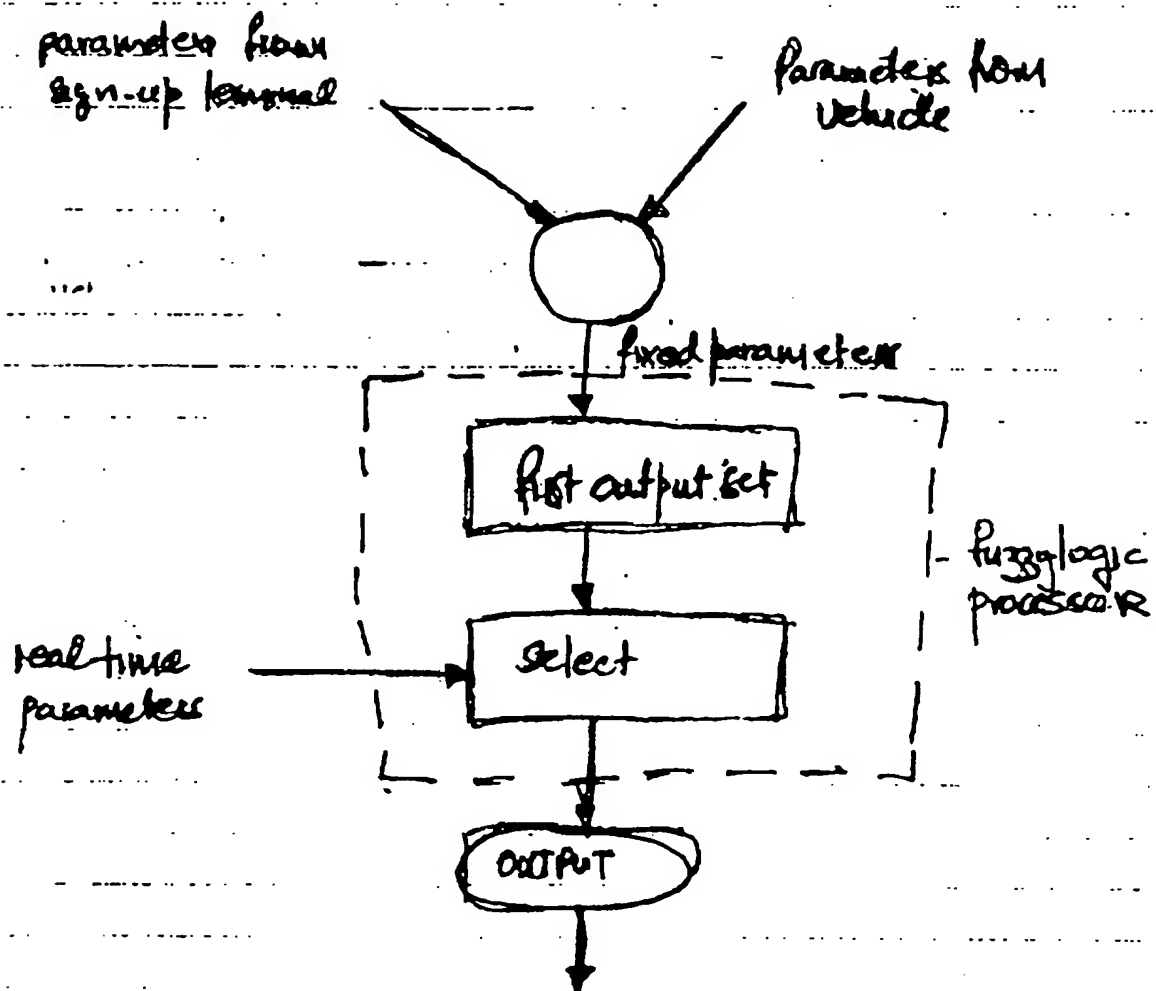 parameters from
sign-up terminal
Parameters from
vehicle
fixed parameters
first output set
fuzzy logic
processor
select
real time
parameters
OUTPUT